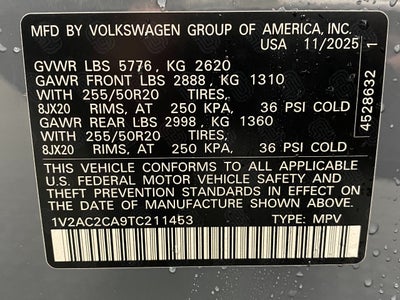 MFD BY VOLKSWAGEN GROUP OF AMERICA, INC.
USA 11/2025
GVWR LBS 5776, KG 2620
GAWR FRONT LBS 2888, KG 1310
WITH 255/50R20 TIRES,
8JX20 RIMS, AT 250 KPA, 36 PSI COLD
GAWR REAR LBS 2998, KG 1360
WITH 255/50R20 TIRES,
8JX20 RIMS, AT 250 KPA, 36 PSI COLD
THIS VEHICLE CONFORMS TO ALL APPLICABLE
U.S. FEDERAL MOTOR VEHICLE SAFETY AND
THEFT PREVENTION STANDARDS IN EFFECT ON THE
DATE OF MANUFACTURE SHOWN ABOVE.
1V2AC2CA9TC211453 TYPE: MPV
4528632 1